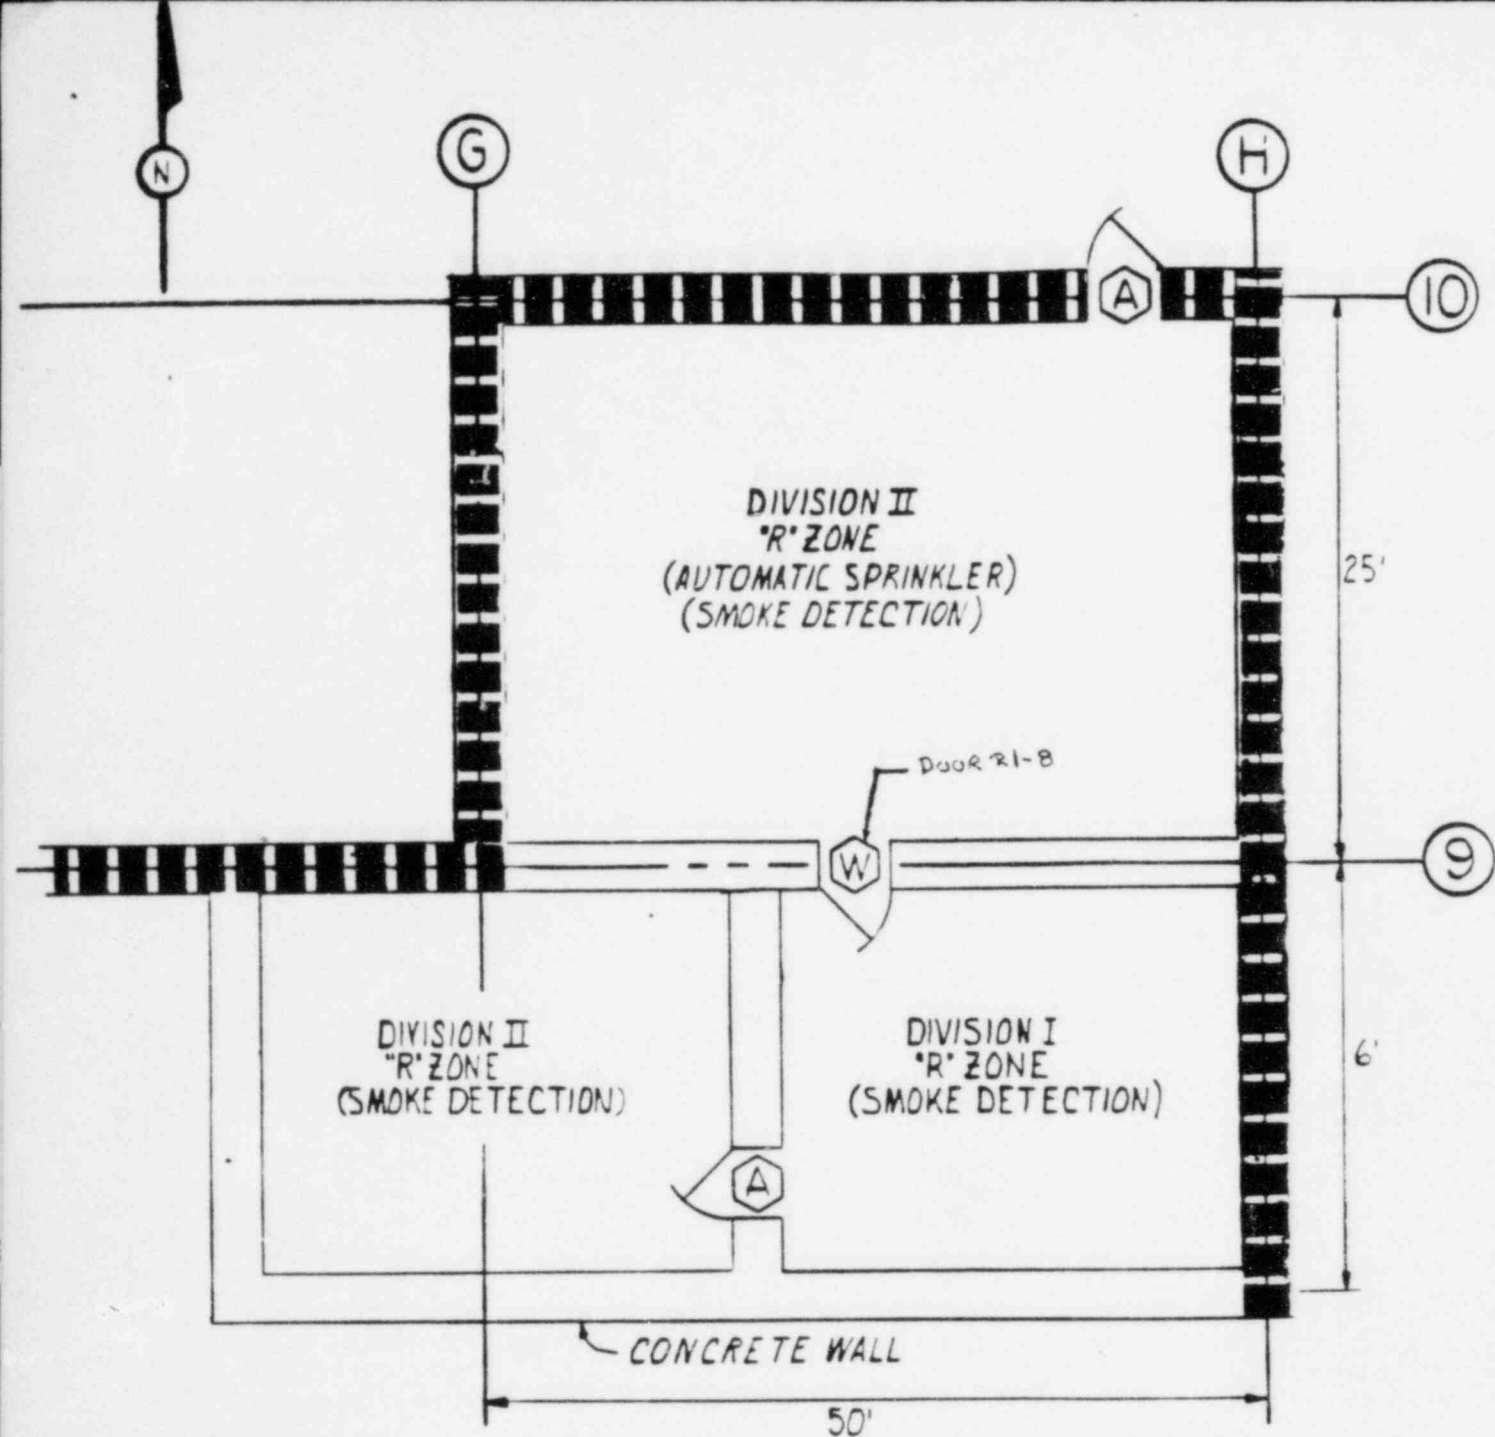 N
G
H
A
10
DIVISION II
"R" ZONE
(AUTOMATIC SPRINKLER)
(SMOKE DETECTION)
25'
DOOR R1-8
W
9
DIVISION II
"R" ZONE
(SMOKE DETECTION)
DIVISION I
"R" ZONE
(SMOKE DETECTION)
6'
A
CONCRETE WALL
50'